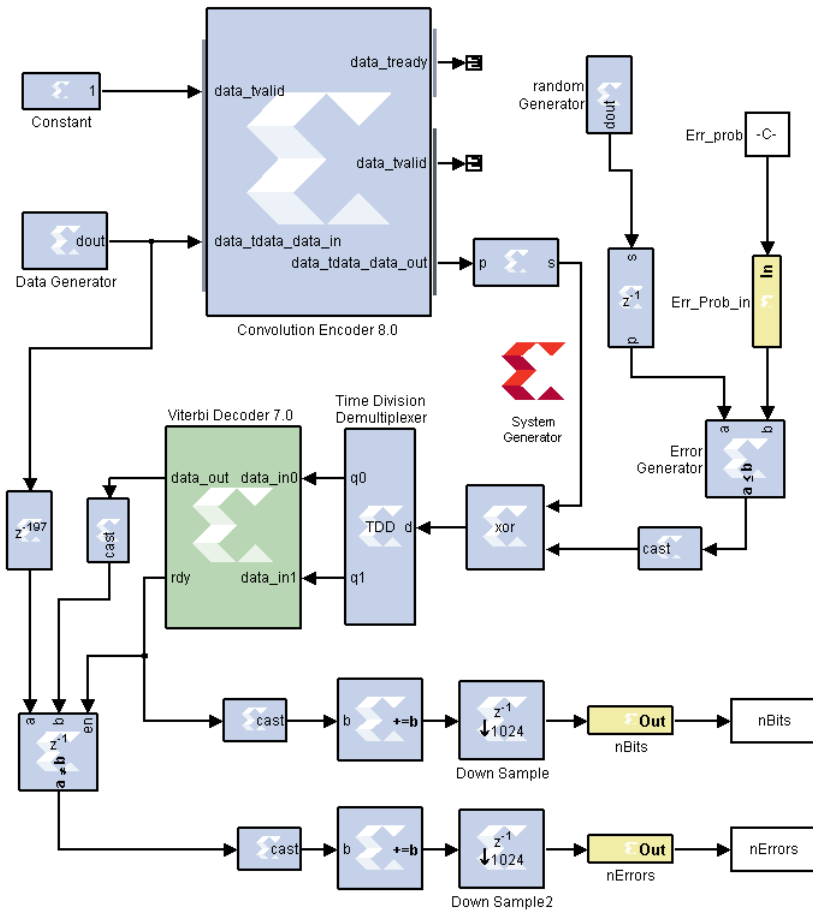 1
Constant
data_tvalid
data_tready
data_tvalid
data_tdata_data_in
data_tdata_data_out
Convolution Encoder 8.0
dout
Data Generator
p
s
random
Generator
dout
Err_prob
-C-
s
z-1
p
Err_Prob_in
In
System
Generator
a
b
a ≤ b
Error
Generator
Viterbi Decoder 7.0
data_out
data_in0
rdy
data_in1
Time Division
Demultiplexer
q0
TDD
d
q1
xor
cast
z-197
cast
a
b
en
z-1
a ≠ b
cast
b
+=b
z-1
↓1024
Down Sample
Out
nBits
nBits
cast
b
+=b
z-1
↓1024
Down Sample2
Out
nErrors
nErrors